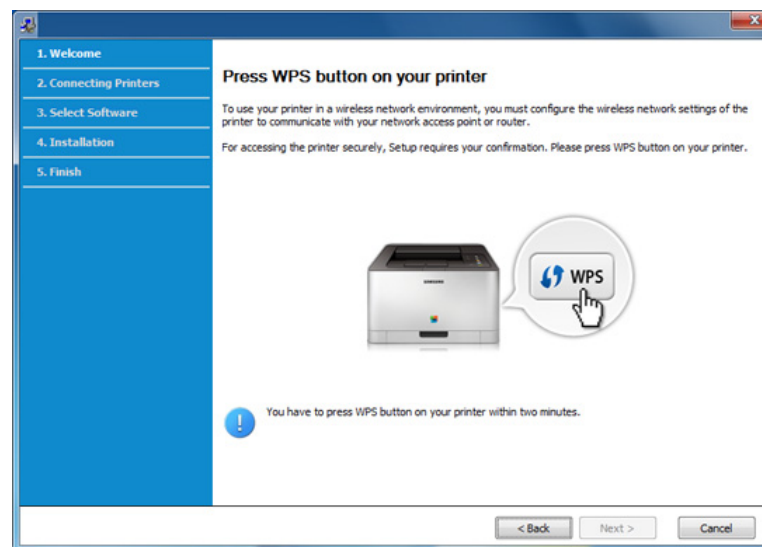 1. Welcome
2. Connecting Printers
3. Select Software
4. Installation
5. Finish
Press WPS button on your printer
To use your printer in a wireless network environment, you must configure the wireless network settings of the
printer to communicate with your network access point or router.
For accessing the printer securely, Setup requires your confirmation. Please press WPS button on your printer.
SAMSUNG
WPS
You have to press WPS button on your printer within two minutes.
< Back
Next >
Cancel